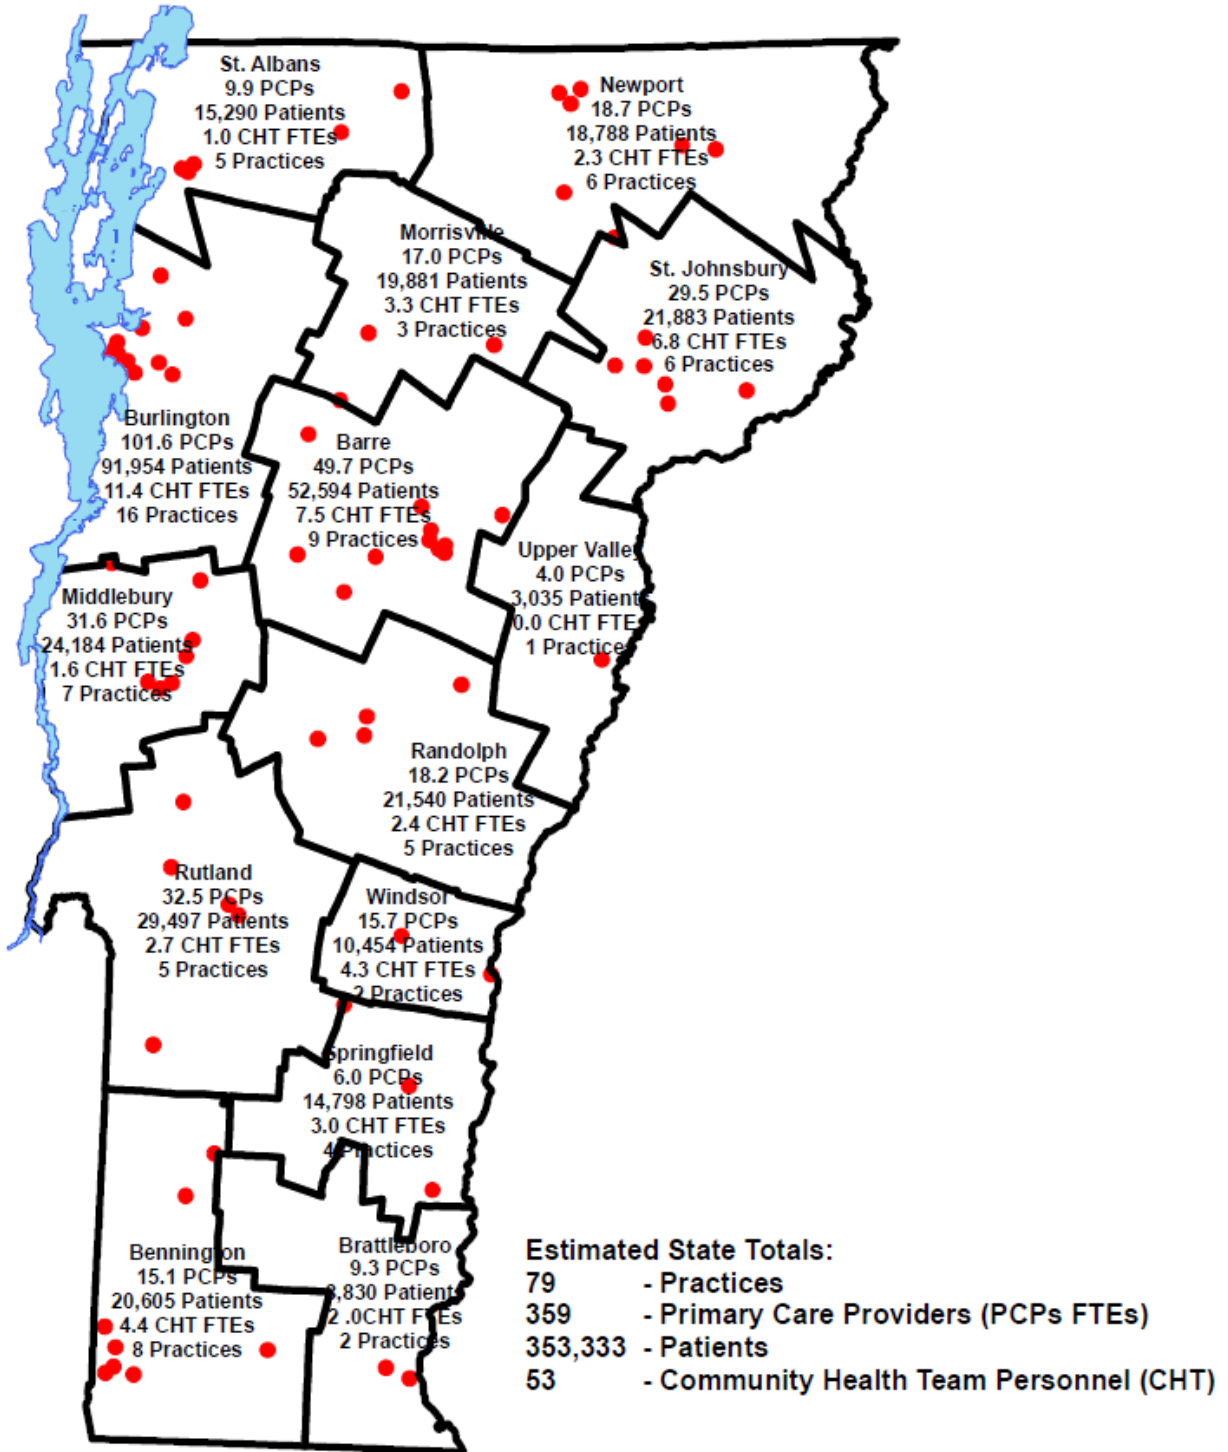 St. Albans
9.9 PCPs
15,290 Patients
1.0 CHT FTEs
5 Practices
Newport
18.7 PCPs
18,788 Patients
2.3 CHT FTEs
6 Practices
Morrisville
17.0 PCPs
19,881 Patients
3.3 CHT FTEs
3 Practices
St. Johnsbury
29.5 PCPs
21,883 Patients
6.8 CHT FTEs
6 Practices
Burlington
101.6 PCPs
91,954 Patients
11.4 CHT FTEs
16 Practices
Barre
49.7 PCPs
52,594 Patients
7.5 CHT FTEs
9 Practices
Upper Valley
4.0 PCPs
3,035 Patients
0.0 CHT FTEs
1 Practices
Middlebury
31.6 PCPs
24,184 Patients
1.6 CHT FTEs
7 Practices
Randolph
18.2 PCPs
21,540 Patients
2.4 CHT FTEs
5 Practices
Rutland
32.5 PCPs
29,497 Patients
2.7 CHT FTEs
5 Practices
Windsor
15.7 PCPs
10,454 Patients
4.3 CHT FTEs
2 Practices
Springfield
6.0 PCPs
14,798 Patients
3.0 CHT FTEs
4 Practices
Bennington
15.1 PCPs
20,605 Patients
4.4 CHT FTEs
8 Practices
Brattleboro
9.3 PCPs
8,830 Patients
2 .0CHT FTEs
2 Practices
Estimated State Totals:
79 - Practices
359 - Primary Care Providers (PCPs FTEs)
353,333 - Patients
53 - Community Health Team Personnel (CHT)